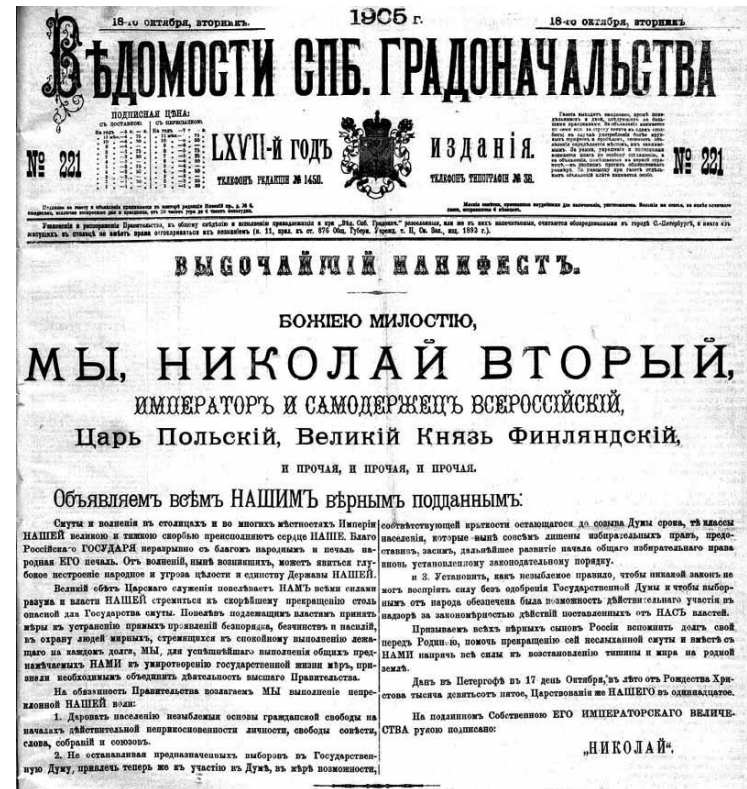 18-го октября, вторникъ.
1905 г.
18-го октября, вторникъ
ВѢДОМОСТИ СПБ. ГРАДОНАЧАЛЬСТВА
ПОДПИСНАЯ ЦѢНА:
№ 221
LXVII-й годъ
изданія.
№ 221
Телефонъ редакціи № 1450.
Телефонъ типографіи № 36.
ВЫСОЧАЙШІЙ МАНИФЕСТЪ.
БОЖІЕЮ МИЛОСТІЮ,
МЫ, НИКОЛАЙ ВТОРЫЙ,
ИМПЕРАТОРЪ И САМОДЕРЖЕЦЪ ВСЕРОССІЙСКІЙ,
Царь Польскій, Великій Князь Финляндскій,
И ПРОЧАЯ, И ПРОЧАЯ, И ПРОЧАЯ.
Объявляемъ всѣмъ НАШИМЪ вѣрнымъ подданнымъ:
Смуты и волненія въ столицахъ и во многихъ мѣстностяхъ Имперіи
НАШЕЙ великою и тяжкою скорбью преисполняютъ сердце НАШЕ. Благо
Россійскаго ГОСУДАРЯ неразрывно съ благомъ народнымъ и печаль на-
родная ЕГО печаль. Отъ волненій, нынѣ возникшихъ, можетъ явиться глу-
бокое нестроеніе народное и угроза цѣлости и единству Державы НАШЕЙ.
Великій обѣтъ Царскаго служенія повелѣваетъ НАМЪ всѣми силами
разума и власти НАШЕЙ стремиться къ скорѣйшему прекращенію столь
опасной для Государства смуты. Повелѣвъ подлежащимъ властямъ принять
мѣры къ устраненію прямыхъ проявленій безпорядка, безчинствъ и насилій,
въ охрану людей мирныхъ, стремящихся къ спокойному выполненію лежа-
щаго на каждомъ долга, МЫ, для успѣшнѣйшаго выполненія общихъ пред-
намѣчаемыхъ НАМИ къ умиротворенію государственной жизни мѣръ, при-
знали необходимымъ объединить дѣятельность высшаго Правительства.
На обязанность Правительства возлагаемъ МЫ выполненіе непре-
клонной НАШЕЙ воли:
1. Даровать населенію незыблемыя основы гражданской свободы на
началахъ дѣйствительной неприкосновенности личности, свободы совѣсти,
слова, собраній и союзовъ.
2. Не останавливая предназначенныхъ выборовъ въ Государствен-
ную Думу, привлечь теперь же къ участію въ Думѣ, въ мѣрѣ возможности,
соотвѣтствующей краткости остающагося до созыва Думы срока, тѣ классы
населенія, которые нынѣ совсѣмъ лишены избирательныхъ правъ, предо-
ставивъ, засимъ, дальнѣйшее развитіе начала общаго избирательнаго права
вновь установленному законодательному порядку.
и 3. Установить, какъ незыблемое правило, чтобы никакой законъ не
могъ воспріять силу безъ одобренія Государственной Думы и чтобы выбор-
нымъ отъ народа обезпечена была возможность дѣйствительнаго участія въ
надзорѣ за закономѣрностью дѣйствій поставленныхъ отъ НАСЪ властей.
Призываемъ всѣхъ вѣрныхъ сыновъ Россіи вспомнить долгъ свой
передъ Родиною, помочь прекращенію сей неслыханной смуты и вмѣстѣ съ
НАМИ напрячь всѣ силы къ возстановленію тишины и мира на родной
землѣ.
Данъ въ Петергофѣ въ 17 день Октября, въ лѣто отъ Рождества Хри-
стова тысяча девятьсотъ пятое, Царствованія же НАШЕГО въ одиннадцатое.
На подлинномъ Собственною ЕГО ИМПЕРАТОРСКАГО ВЕЛИЧЕ-
СТВА рукою подписано:
„НИКОЛАЙ“.